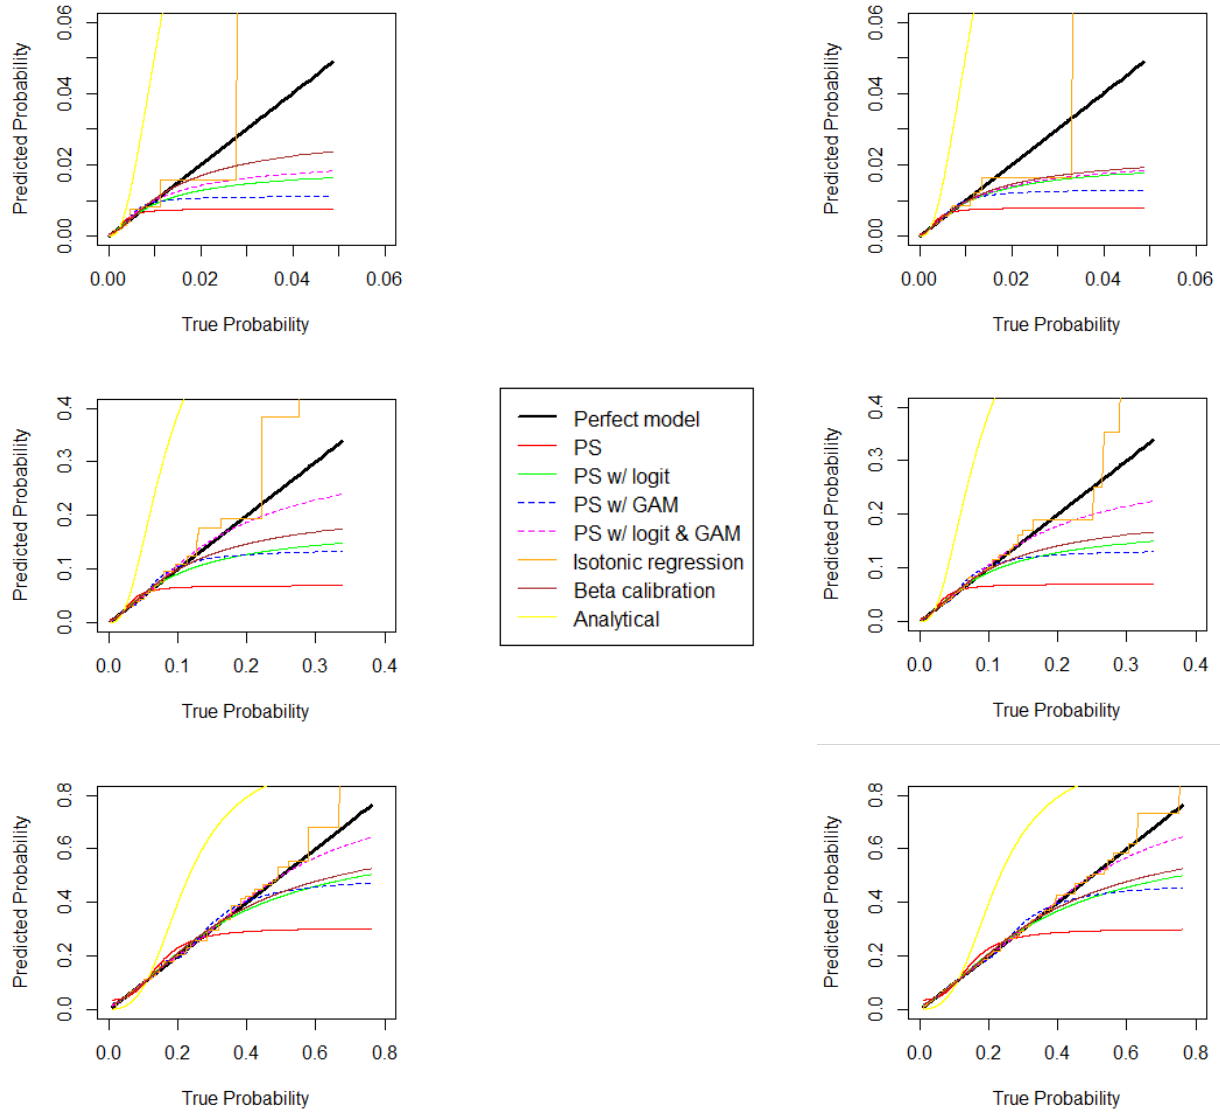 Predicted Probability
0.00 0.02 0.04 0.06
0.00 0.02 0.04 0.06
True Probability
Predicted Probability
0.00 0.02 0.04 0.06
0.00 0.02 0.04 0.06
True Probability
Predicted Probability
0.0 0.1 0.2 0.3 0.4
0.0 0.1 0.2 0.3 0.4
True Probability
Perfect model
PS
PS w/ logit
PS w/ GAM
PS w/ logit & GAM
Isotonic regression
Beta calibration
Analytical
Predicted Probability
0.0 0.1 0.2 0.3 0.4
0.0 0.1 0.2 0.3 0.4
True Probability
Predicted Probability
0.0 0.2 0.4 0.6 0.8
0.0 0.2 0.4 0.6 0.8
True Probability
Predicted Probability
0.0 0.2 0.4 0.6 0.8
0.0 0.2 0.4 0.6 0.8
True Probability